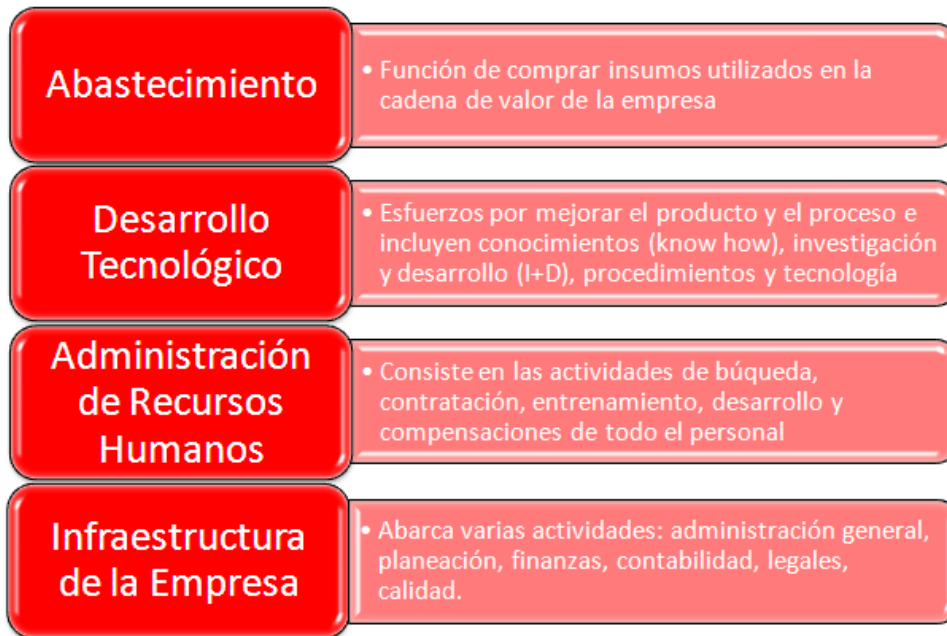 Abastecimiento
• Función de comprar insumos utilizados en la
cadena de valor de la empresa
Desarrollo
Tecnológico
• Esfuerzos por mejorar el producto y el proceso e
incluyen conocimientos (know how), investigación
y desarrollo (I+D), procedimientos y tecnología
Administración
de Recursos
Humanos
• Consiste en las actividades de búqueda,
contratación, entrenamiento, desarrollo y
compensaciones de todo el personal
Infraestructura
de la Empresa
• Abarca varias actividades: administración general,
planeación, finanzas, contabilidad, legales,
calidad.